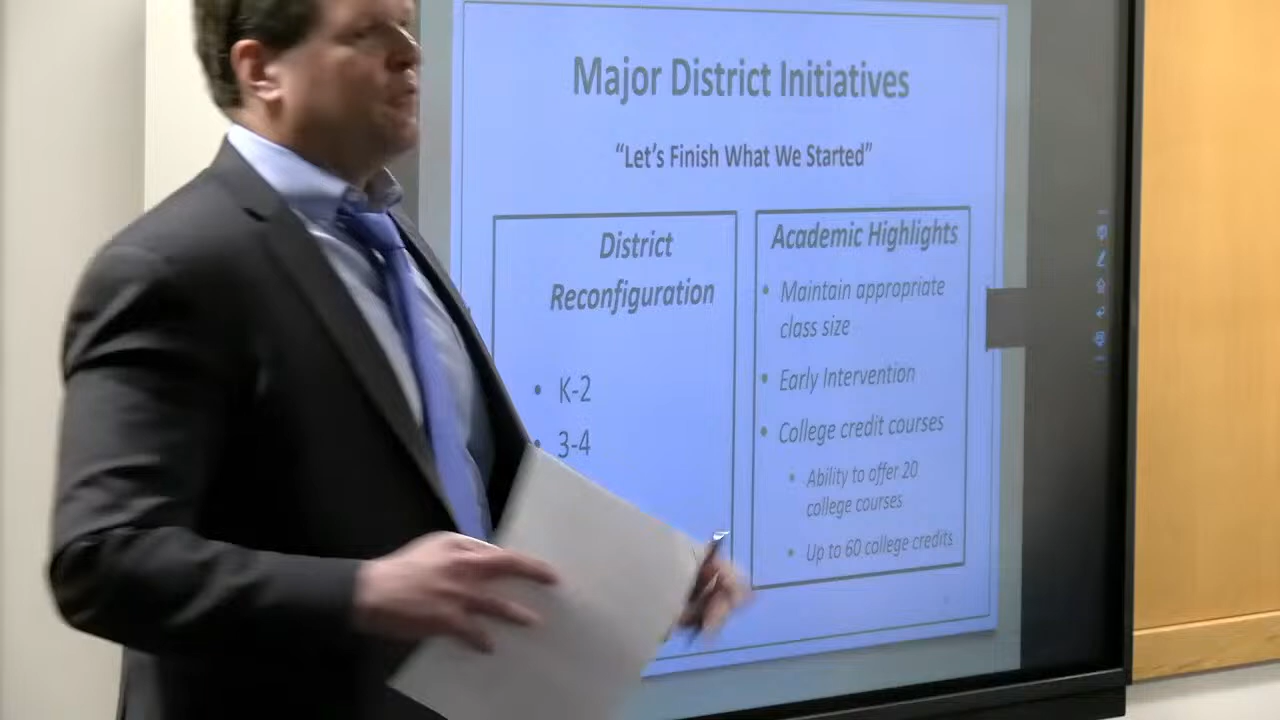 Major District Initiatives
“Let’s Finish What We Started”
District
Reconfiguration
• K-2
• 3-4
Academic Highlights
• Maintain appropriate
class size
• Early Intervention
• College credit courses
• Ability to offer 20
college courses
• Up to 60 college credits